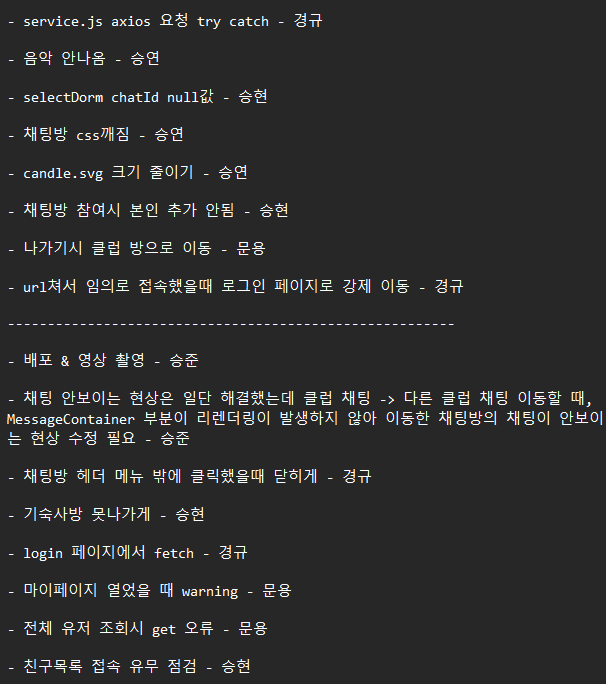 - service.js axios 요청 try catch - 경규
- 음악 안나옴 - 승연
- selectDorm chatId null값 - 승현
- 채팅방 css깨짐 - 승연
- candle.svg 크기 줄이기 - 승연
- 채팅방 참여시 본인 추가 안됨 - 승현
- 나가기시 클럽 방으로 이동 - 문용
- url쳐서 임의로 접속했을때 로그인 페이지로 강제 이동 - 경규
--------------------------------------------------------
- 배포 & 영상 촬영 - 승준
- 채팅 안보이는 현상은 일단 해결했는데 클럽 채팅 -> 다른 클럽 채팅 이동할 때,
MessageContainer 부분이 리렌더링이 발생하지 않아 이동한 채팅방의 채팅이 안보이
는 현상 수정 필요 - 승준
- 채팅방 헤더 메뉴 밖에 클릭했을때 닫히게 - 경규
- 기숙사방 못나가게 - 승현
- login 페이지에서 fetch - 경규
- 마이페이지 열었을 때 warning - 문용
- 전체 유저 조회시 get 오류 - 문용
- 친구목록 접속 유무 점검 - 승현